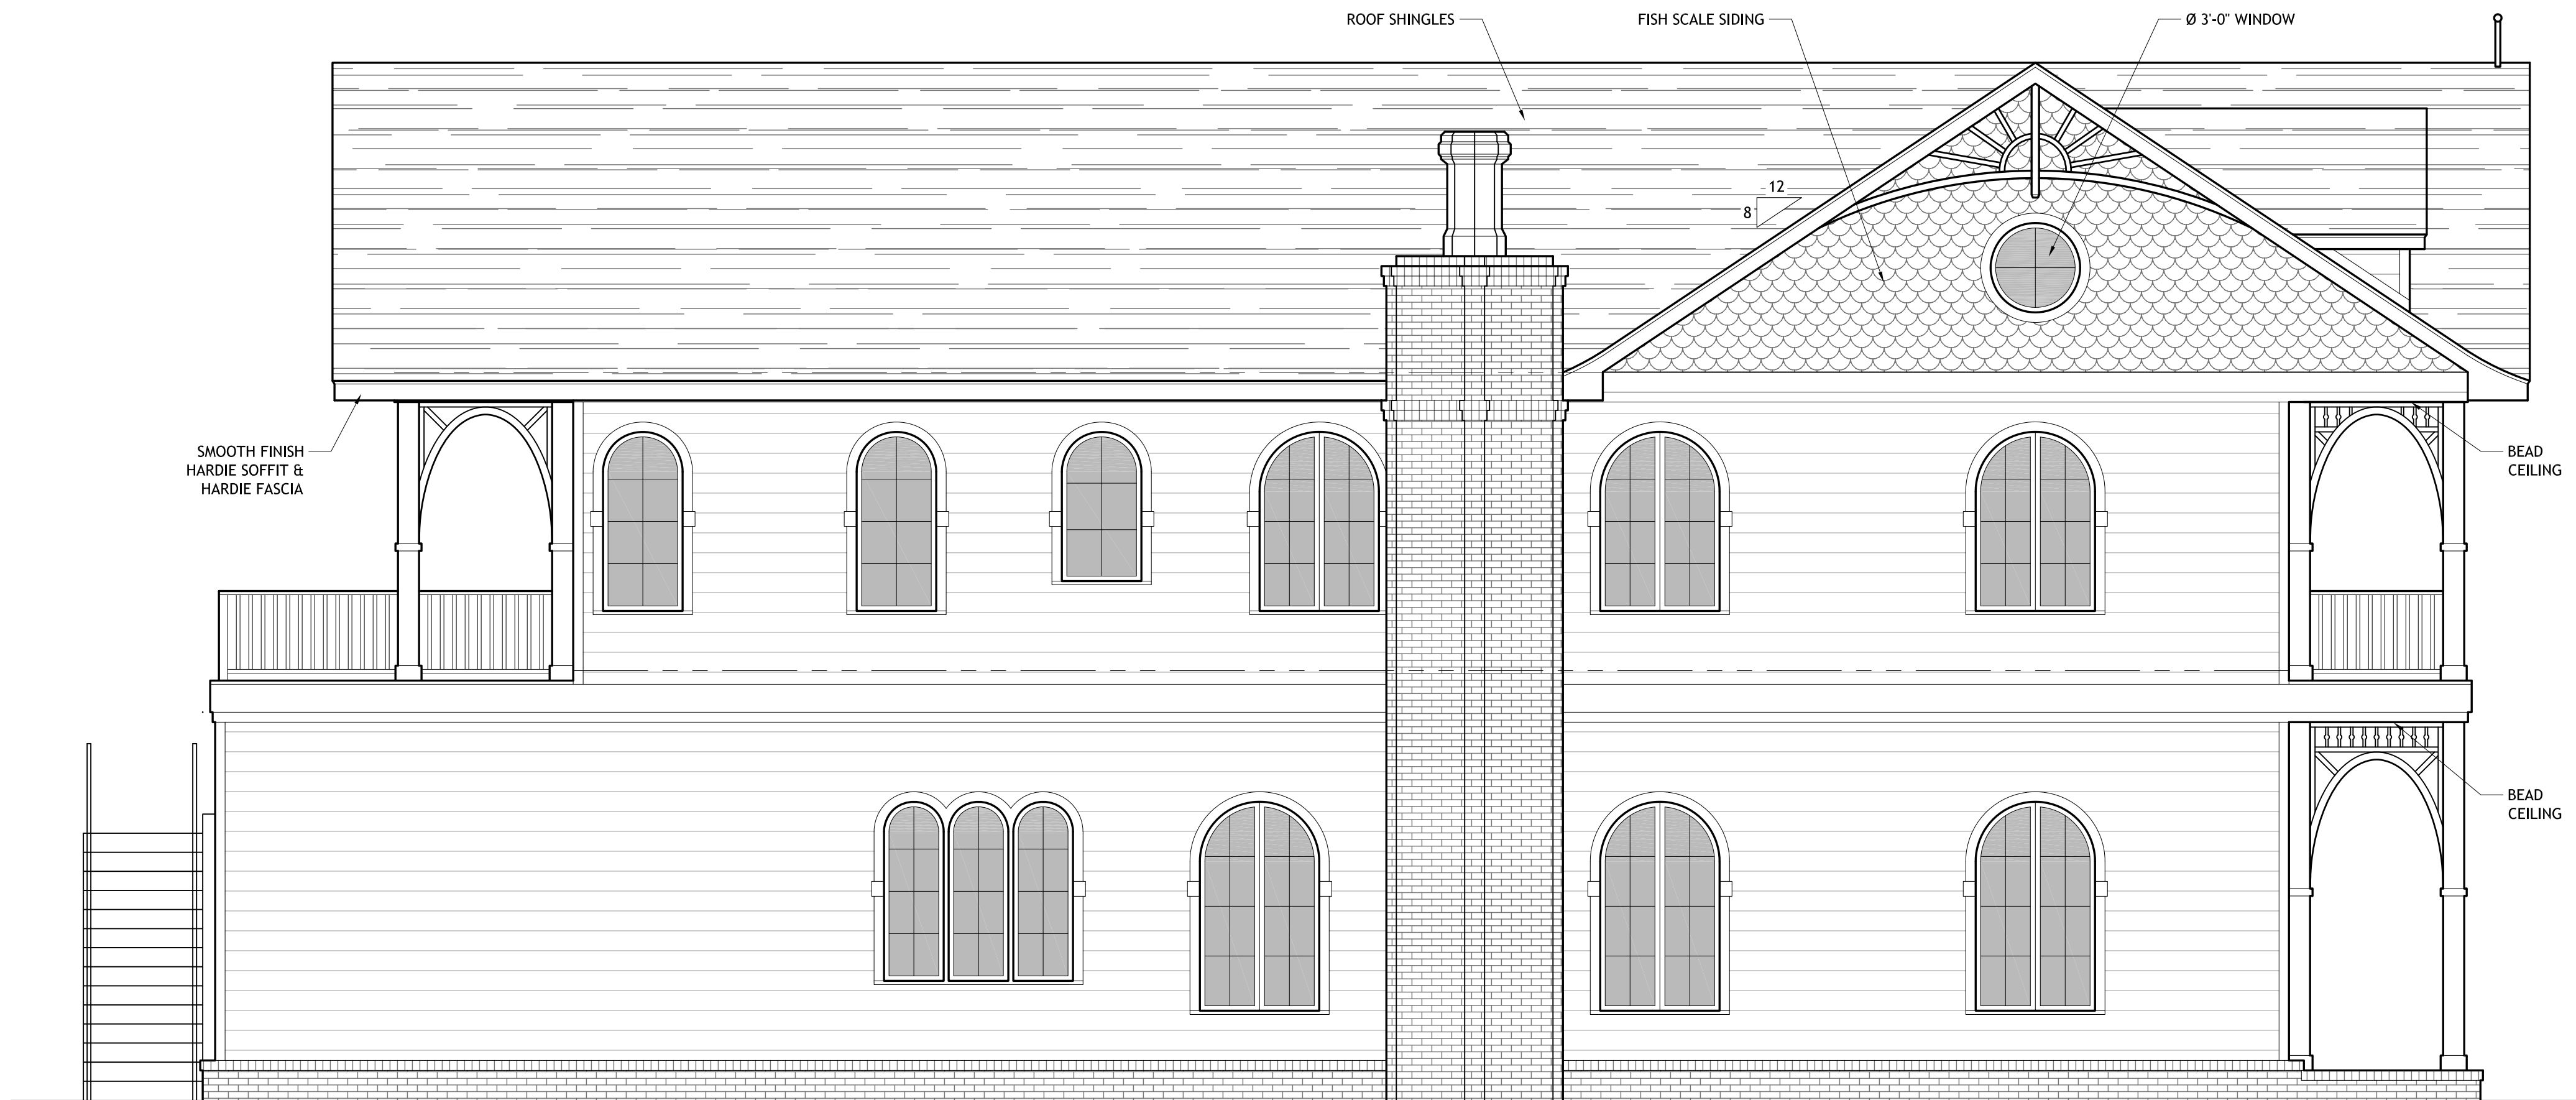 ROOF SHINGLES
FISH SCALE SIDING
Ø 3'-0" WINDOW
12
8
SMOOTH FINISH
HARDIE SOFFIT &
HARDIE FASCIA
BEAD
CEILING
BEAD
CEILING